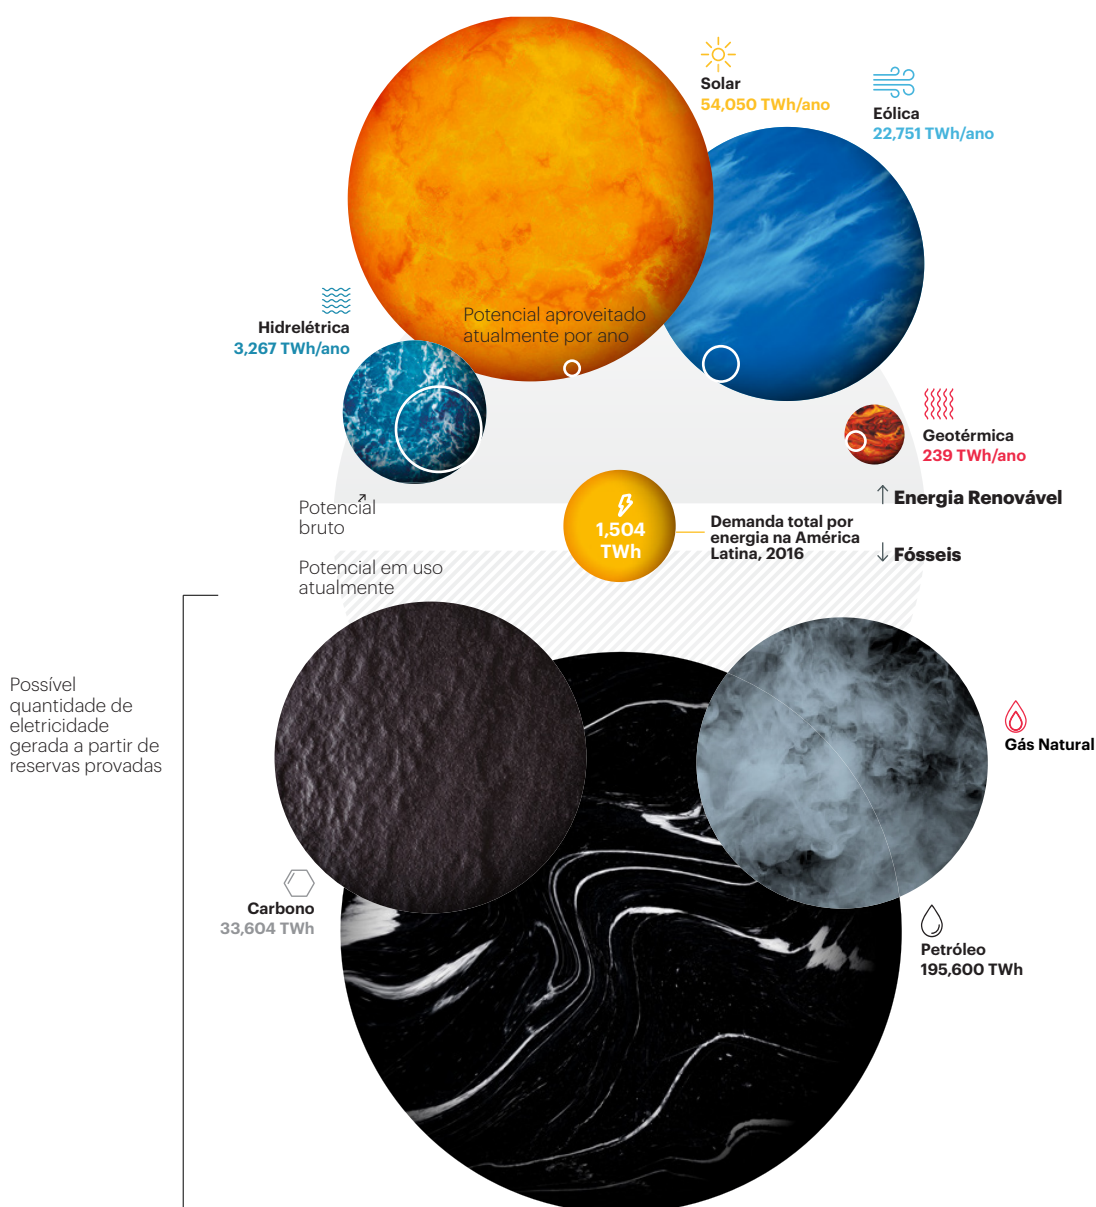 Solar
54,050 TWh/ano
Eólica
22,751 TWh/ano
Hidrelétrica
3,267 TWh/ano
Potencial aproveitado
atualmente por ano
Geotérmica
239 TWh/ano
Potencial
bruto
1,504
TWh
Demanda total por
energia na América
Latina, 2016
↑ Energia Renovável
↓ Fósseis
Potencial em uso
atualmente
Possível
quantidade de
eletricidade
gerada a partir de
reservas provadas
Gás Natural
Carbono
33,604 TWh
Petróleo
195,600 TWh